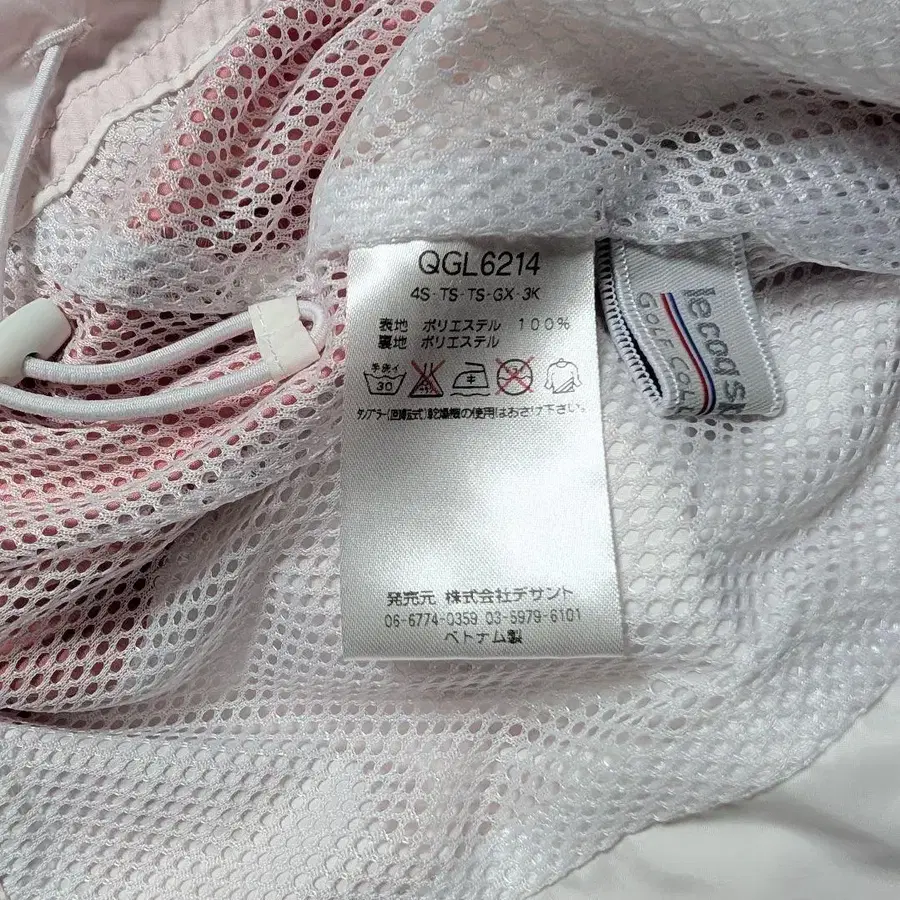 QGL6214
4S-TS-TS-GX-3K
表地 ポリエステル 100%
裏地 ポリエステル
手洗イ
30
タンブラー(回転式)乾燥機の使用はおさけ下さい。
発売元 株式会社デサント
06-6774-0359 03-5979-6101
ベトナム製
le coq s
GOLF COLL